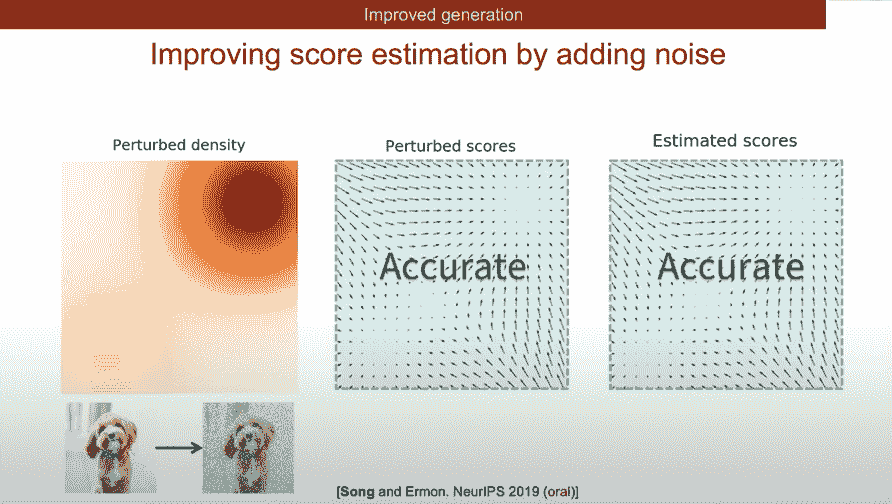 Improved generation
Improving score estimation by adding noise
Perturbed density
Perturbed scores
Estimated scores
Accurate
Accurate
[Song and Ermon. NeurIPS 2019 (oral)]